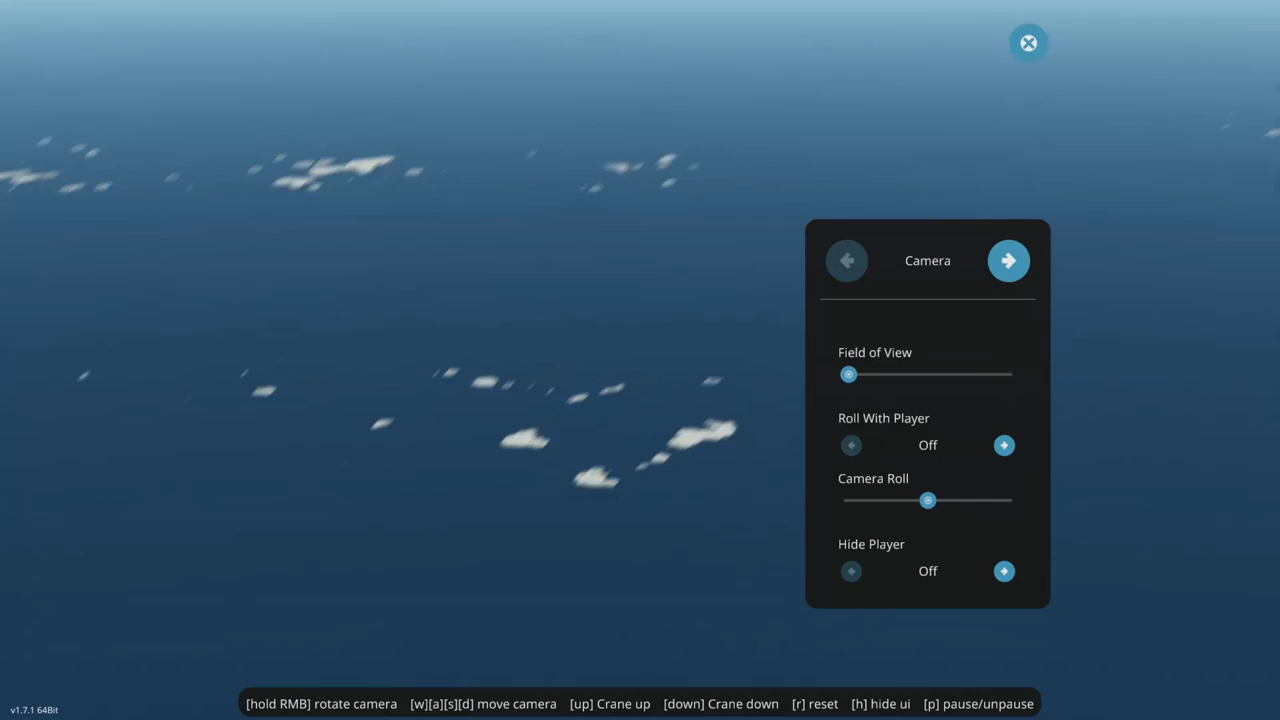 Camera
Field of View
Roll With Player
Off
Camera Roll
Hide Player
Off
[hold RMB] rotate camera [w][a][s][d] move camera [up] Crane up [down] Crane down [r] reset [h] hide ui [p] pause/unpause
v1.7.1 64Bit